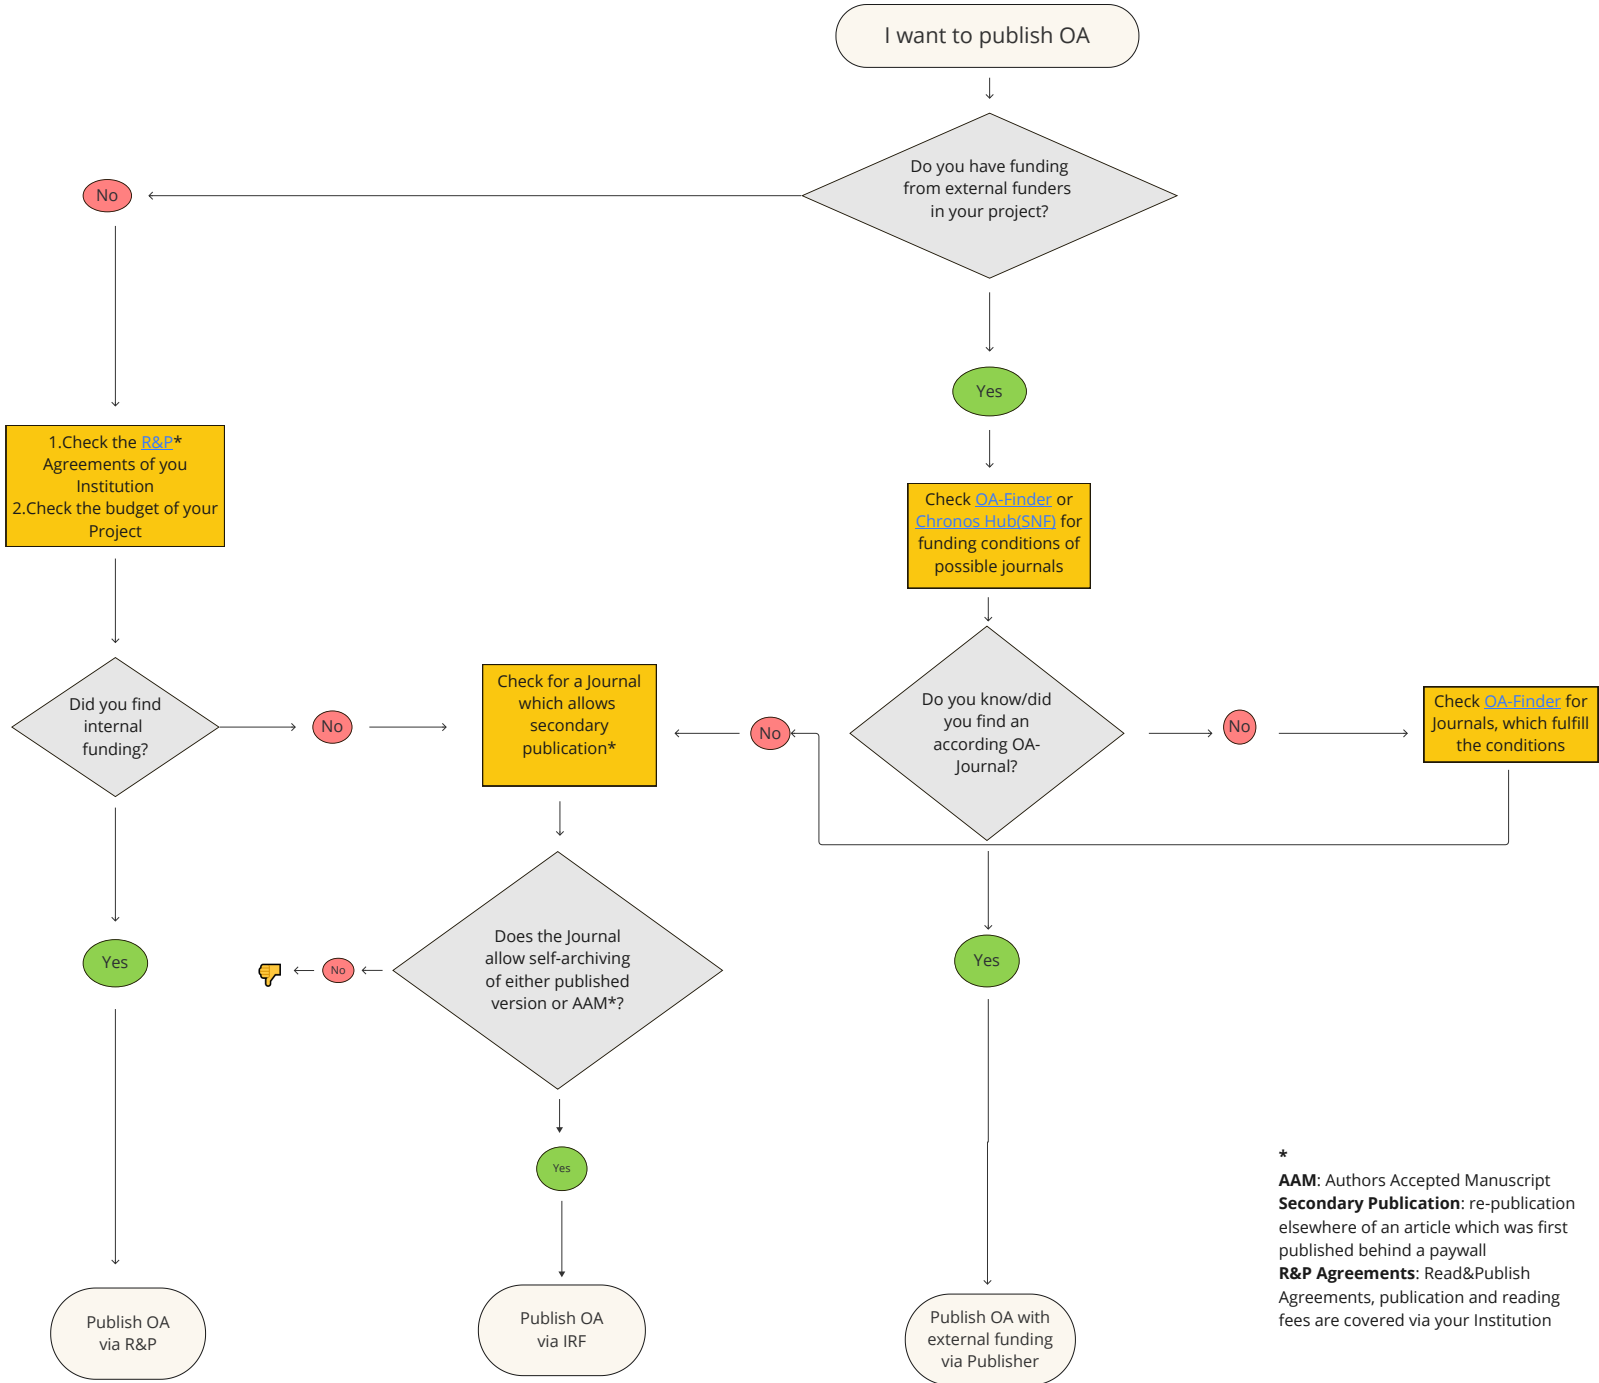 I want to publish OA
Do you have funding
from external funders
in your project?
No
Yes
1.Check the R&P*
Agreements of you
Institution
2.Check the budget of your
Project
Check OA-Finder or
Chronos Hub(SNF) for
funding conditions of
possible journals
Did you find
internal
funding?
No
Check for a Journal
which allows
secondary
publication*
No
Do you know/did
you find an
according OA-
Journal?
No
Check OA-Finder for
Journals, which fulfill
the conditions
Yes
No
Does the Journal
allow self-archiving
of either published
version or AAM*?
Yes
Yes
*
AAM: Authors Accepted Manuscript
Secondary Publication: re-publication
elsewhere of an article which was first
published behind a paywall
R&P Agreements: Read&Publish
Agreements, publication and reading
fees are covered via your Institution
Publish OA
via R&P
Publish OA
via IRF
Publish OA with
external funding
via Publisher